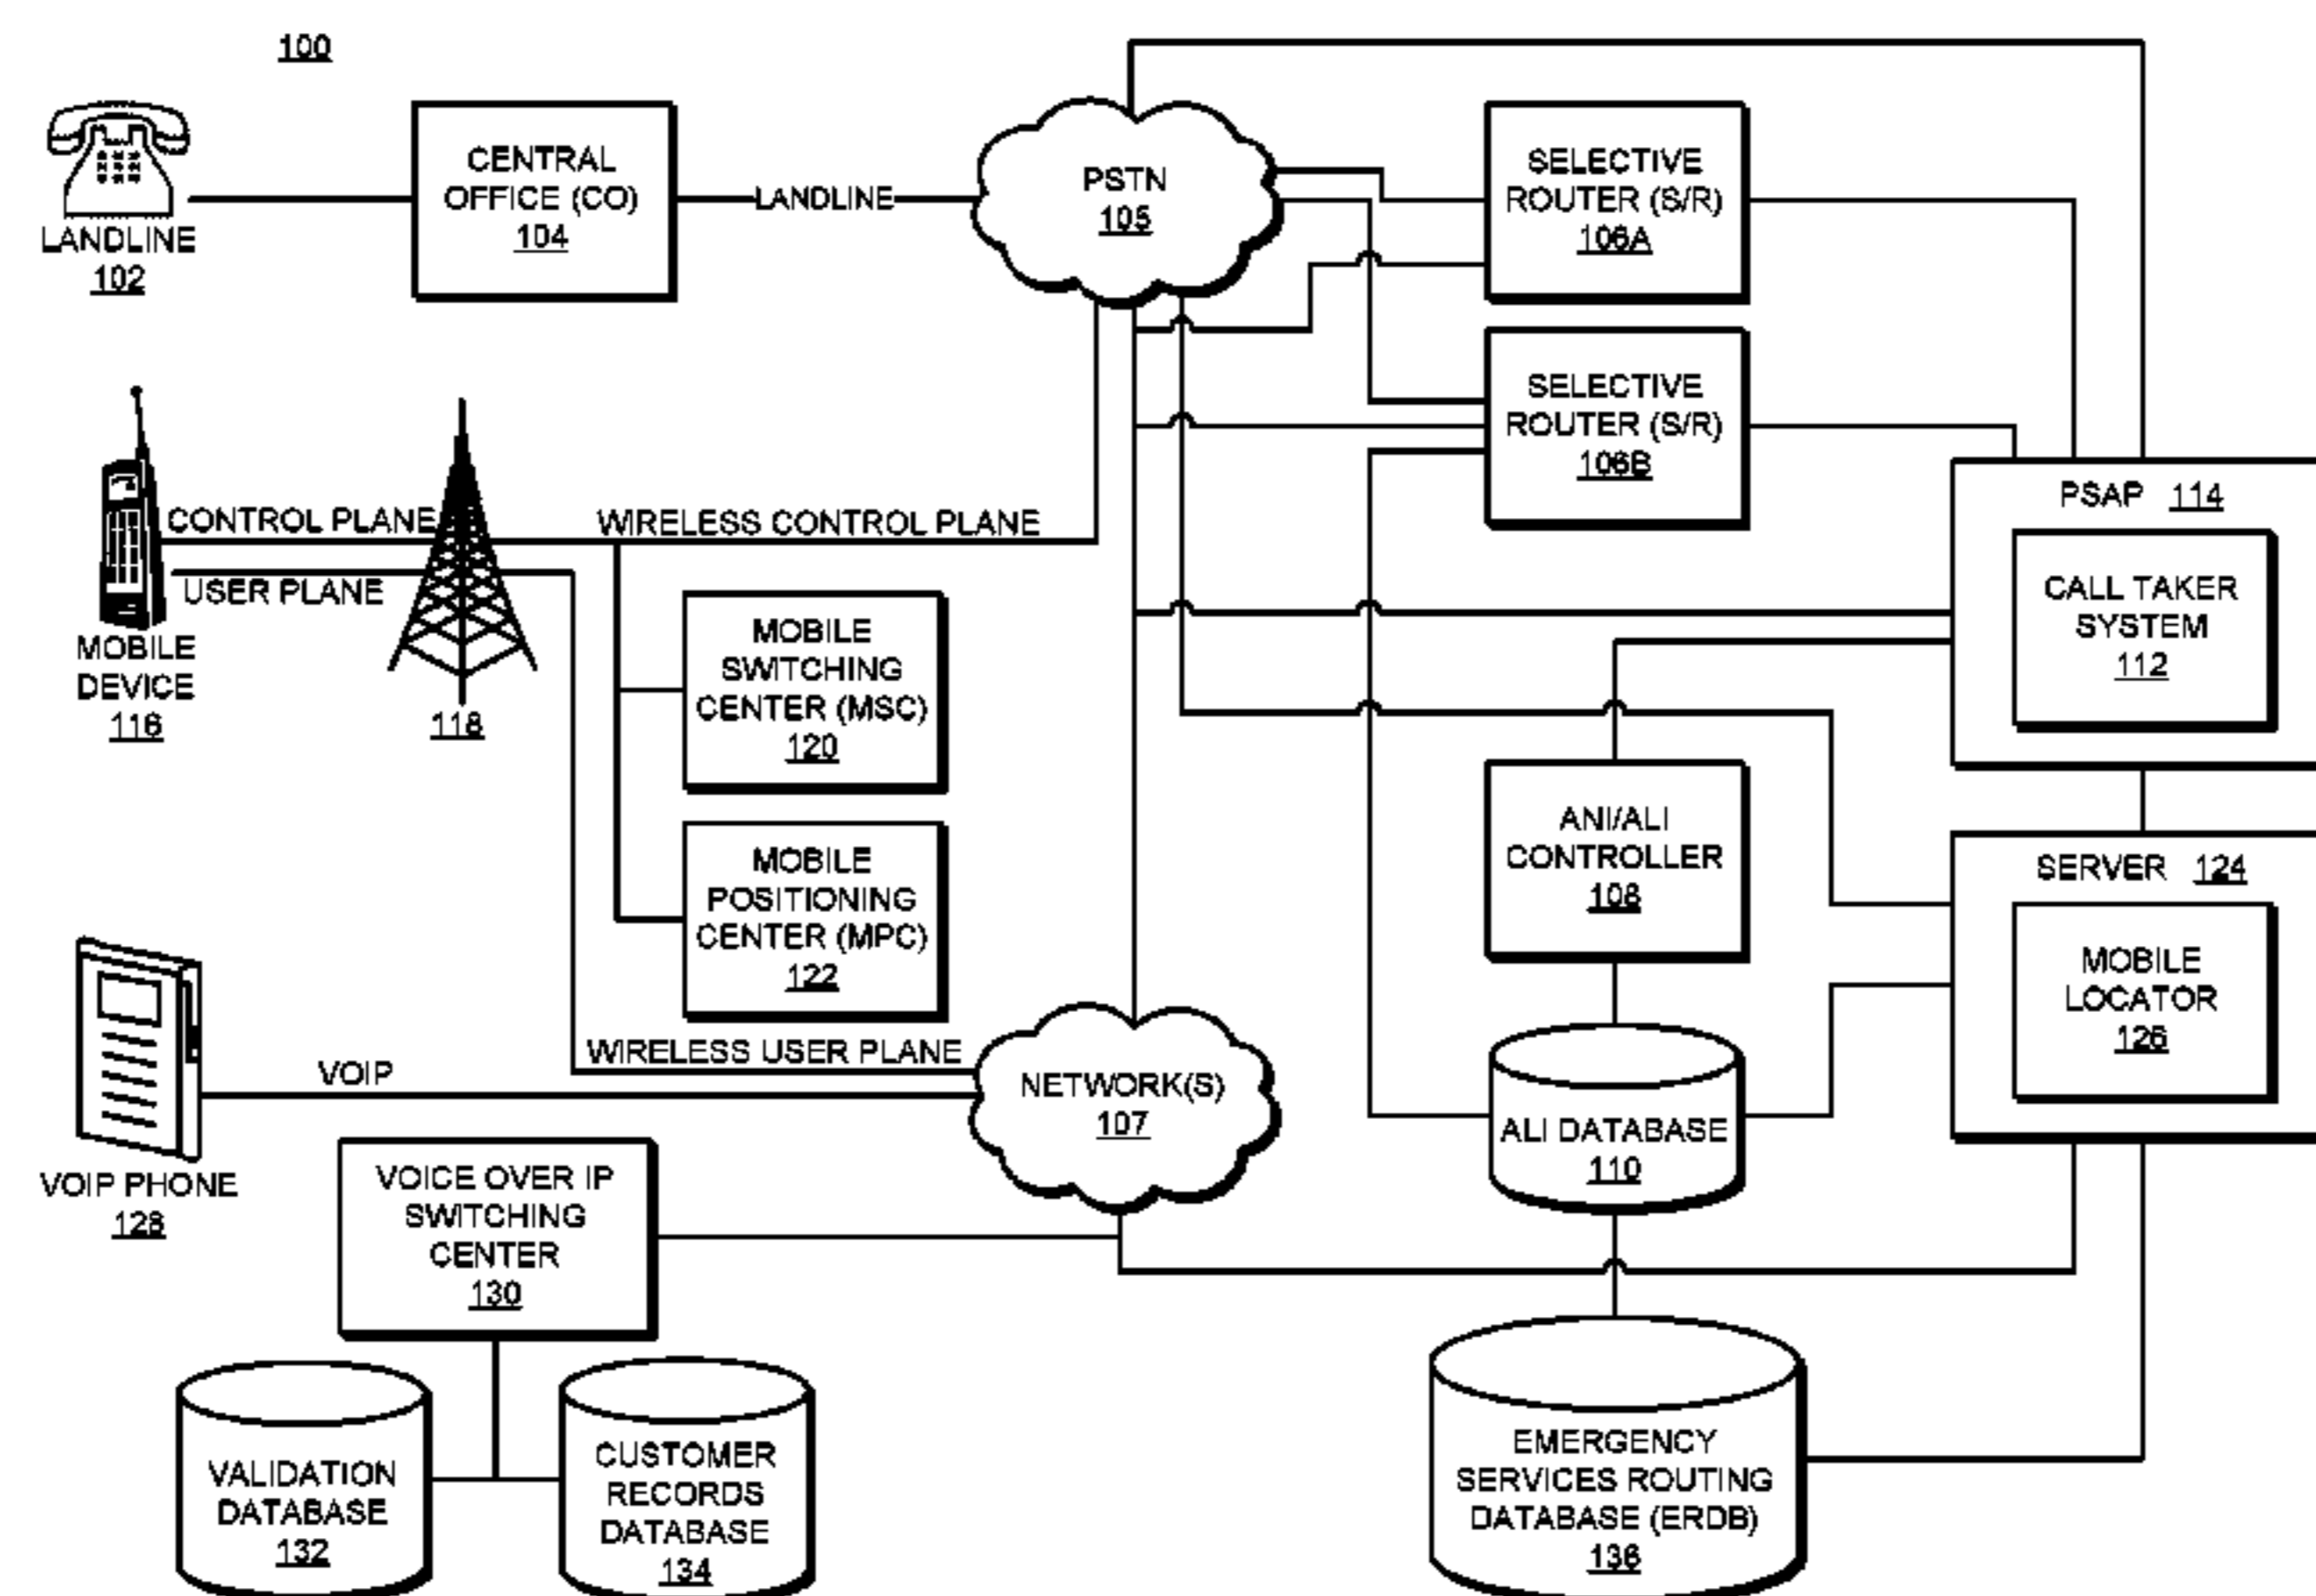 100
LANDLINE
102
CENTRAL
OFFICE (CO)
104
LANDLINE
PSTN
105
SELECTIVE
ROUTER (S/R)
106A
SELECTIVE
ROUTER (S/R)
106B
CONTROL PLANE
USER PLANE
MOBILE
DEVICE
116
118
WIRELESS CONTROL PLANE
MOBILE
SWITCHING
CENTER (MSC)
120
MOBILE
POSITIONING
CENTER (MPC)
122
PSAP 114
CALL TAKER
SYSTEM
112
ANI/ALI
CONTROLLER
108
SERVER 124
MOBILE
LOCATOR
126
WIRELESS USER PLANE
VOIP
VOIP PHONE
128
NETWORK(S)
107
ALI DATABASE
110
VOICE OVER IP
SWITCHING
CENTER
130
VALIDATION
DATABASE
132
CUSTOMER
RECORDS
DATABASE
134
EMERGENCY
SERVICES ROUTING
DATABASE (ERDB)
136